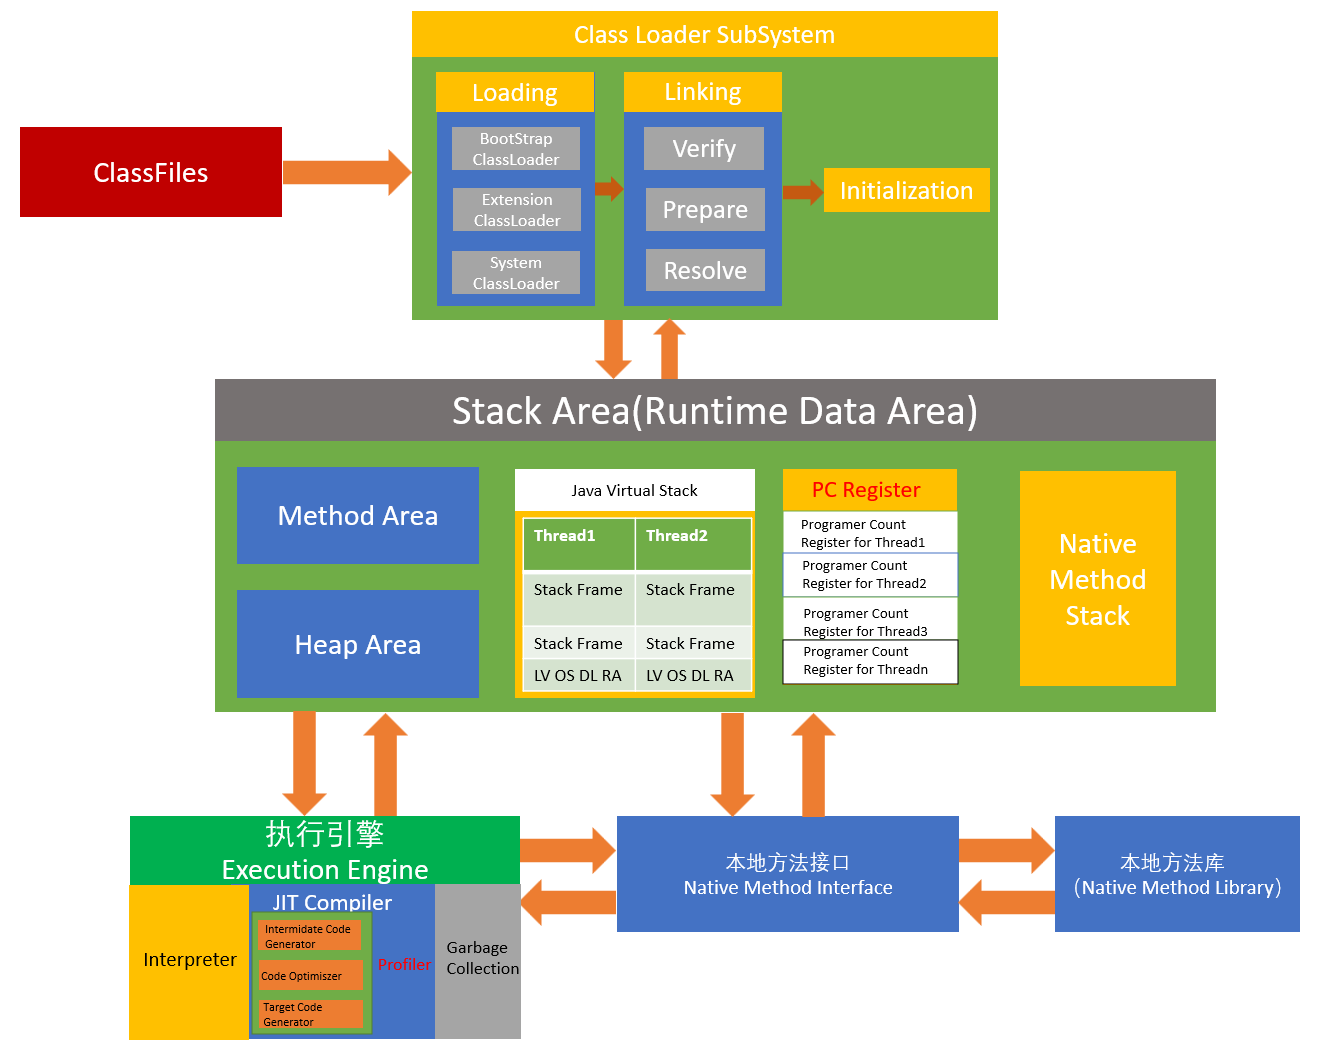 Class Loader SubSystem
ClassFiles
Loading
BootStrap
ClassLoader
Extension
ClassLoader
System
ClassLoader
Linking
Verify
Prepare
Resolve
Initialization
Stack Area(Runtime Data Area)
Method Area
Heap Area
Java Virtual Stack
Thread1 Thread2
Stack Frame Stack Frame
Stack Frame Stack Frame
LV OS DL RA LV OS DL RA
PC Register
Programer Count
Register for Thread1
Programer Count
Register for Thread2
Programer Count
Register for Thread3
Programer Count
Register for Threadn
Native
Method
Stack
执行引擎
Execution Engine
Interpreter
JIT Compiler
Intermidate Code
Generator
Code Optimiszer
Target Code
Generator
Profiler
Garbage
Collection
本地方法接口
Native Method Interface
本地方法库
（Native Method Library）